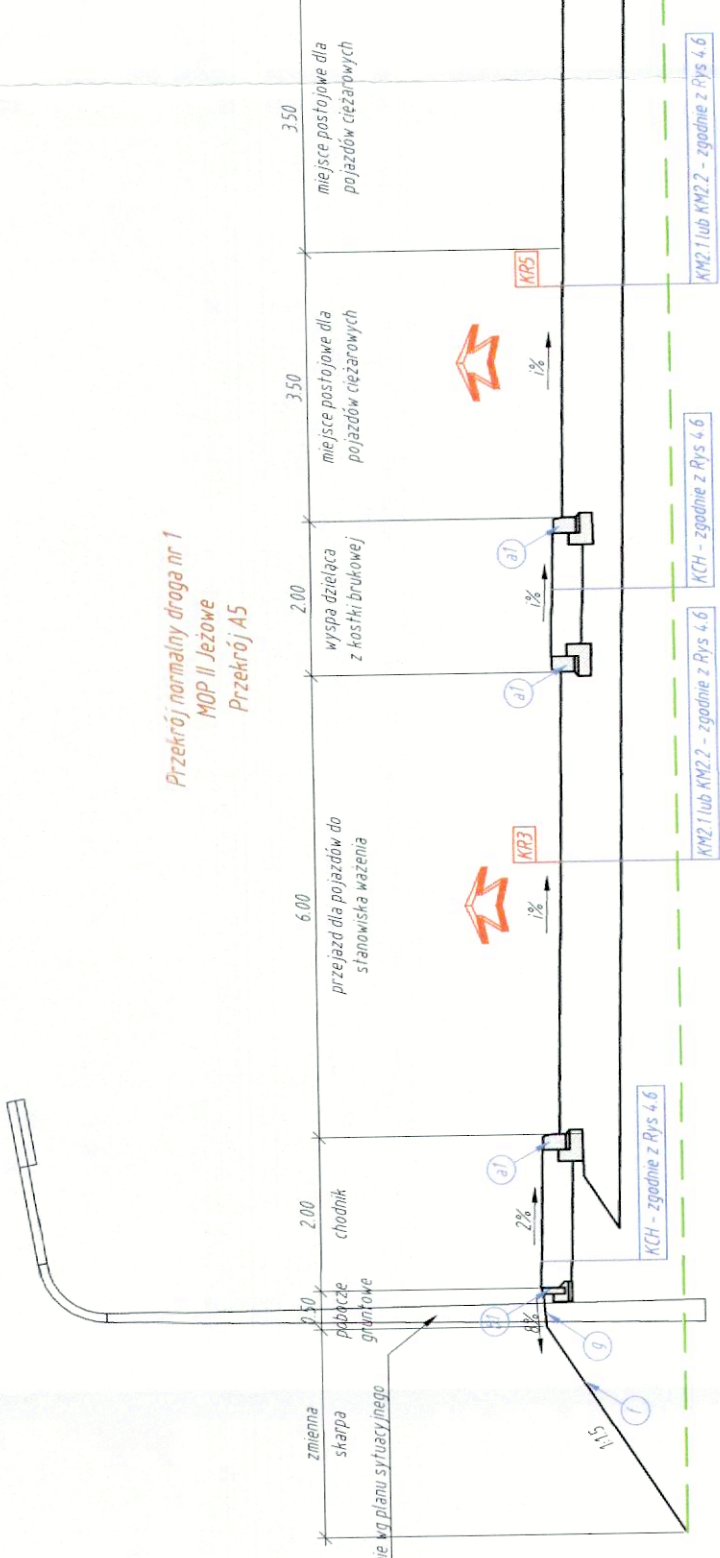 Przekrój normalny droga nr 1
MOP II Jeżowe
Przekrój A5
zmienna
0.50
2.00
6.00
2.00
3.50
3.50
skarpa
pobocze
gruntowe
chodnik
przejazd dla pojazdów do
stanowiska ważenia
wyspa dzieląca
z kostki brukowej
miejsce postojowe dla
pojazdów ciężarowych
miejsce postojowe dla
pojazdów ciężarowych
ie wg planu sytuacyjnego
8%
2%
i%
i%
i%
KR3
KR5
a1
a1
a1
g
f
1:1.5
KCH - zgodnie z Rys 4.6
KM2.1 lub KM2.2 - zgodnie z Rys 4.6
KCH - zgodnie z Rys 4.6
KM2.1 lub KM2.2 - zgodnie z Rys 4.6